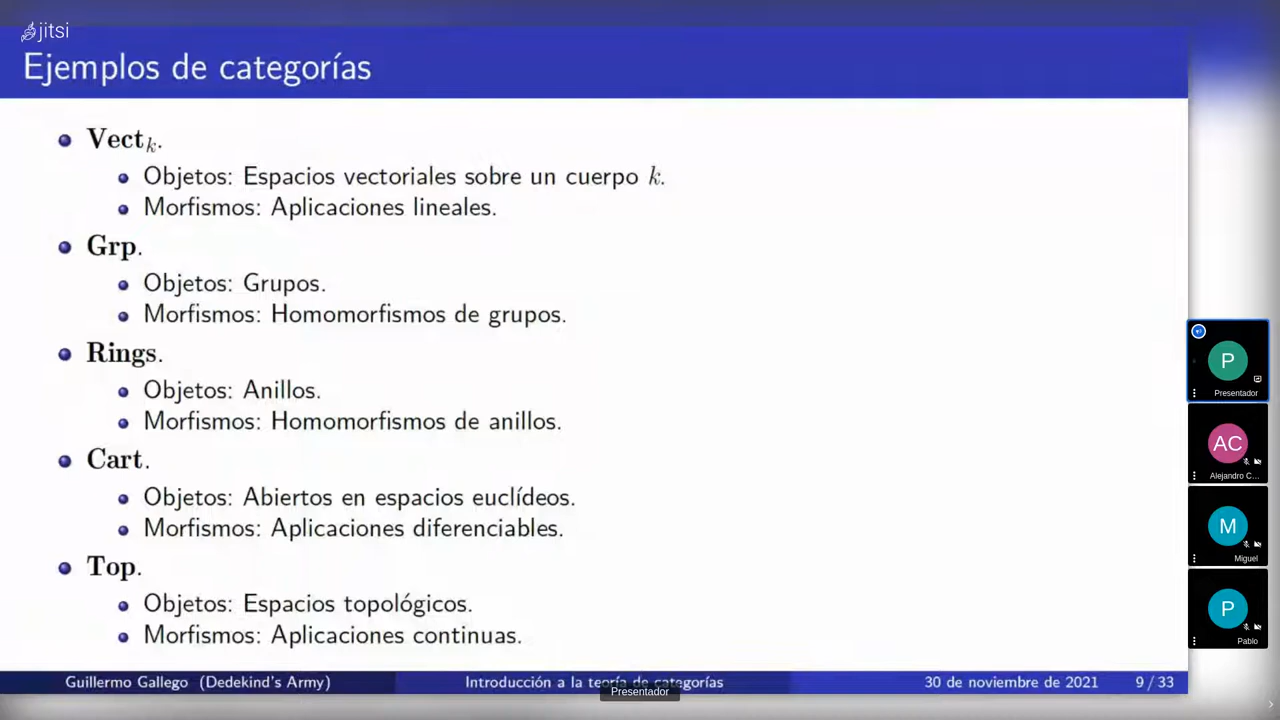 jitsi
Ejemplos de categorías
Vect_k.
Objetos: Espacios vectoriales sobre un cuerpo k.
Morfismos: Aplicaciones lineales.
Grp.
Objetos: Grupos.
Morfismos: Homomorfismos de grupos.
Rings.
Objetos: Anillos.
Morfismos: Homomorfismos de anillos.
Cart.
Objetos: Abiertos en espacios euclídeos.
Morfismos: Aplicaciones diferenciables.
Top.
Objetos: Espacios topológicos.
Morfismos: Aplicaciones continuas.
Guillermo Gallego (Dedekind's Army) Introducción a la teoría de categorías 30 de noviembre de 2021 9 / 33
Presentador
P
Presentador
AC
Alejandro C...
M
Miguel
P
Pablo